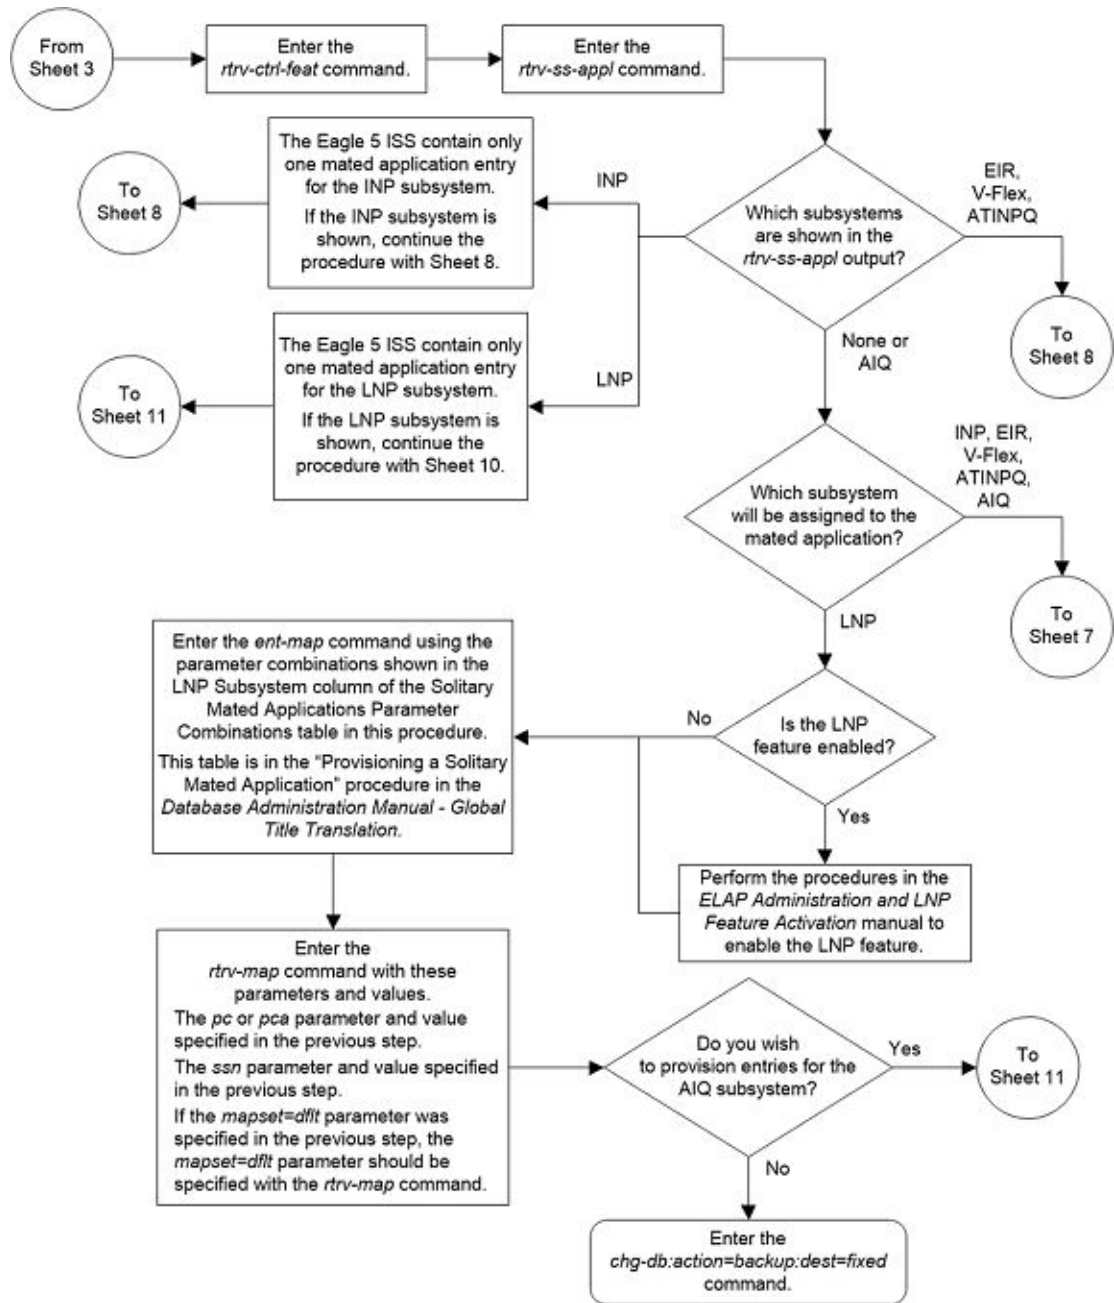 From
Sheet 3
Enter the
rtrv-ctrl-feat command.
Enter the
rtrv-ss-appl command.
The Eagle 5 ISS contain only
one mated application entry
for the INP subsystem.
If the INP subsystem is
shown, continue the
procedure with Sheet 8.
To
Sheet 8
INP
Which subsystems
are shown in the
rtrv-ss-appl output?
EIR,
V-Flex,
ATINPQ
To
Sheet 8
The Eagle 5 ISS contain only
one mated application entry
for the LNP subsystem.
If the LNP subsystem is
shown, continue the
procedure with Sheet 10.
To
Sheet 11
LNP
None or
AIQ
Which subsystem
will be assigned to the
mated application?
INP, EIR,
V-Flex,
ATINPQ,
AIQ
To
Sheet 7
LNP
Is the LNP
feature enabled?
No
Yes
Enter the ent-map command using the
parameter combinations shown in the
LNP Subsystem column of the Solitary
Mated Applications Parameter
Combinations table in this procedure.
This table is in the “Provisioning a Solitary
Mated Application” procedure in the
Database Administration Manual - Global
Title Translation.
Perform the procedures in the
ELAP Administration and LNP
Feature Activation manual to
enable the LNP feature.
Enter the
rtrv-map command with these
parameters and values.
The pc or pca parameter and value
specified in the previous step.
The ssn parameter and value specified
in the previous step.
If the mapset=dflt parameter was
specified in the previous step, the
mapset=dflt parameter should be
specified with the rtrv-map command.
Do you wish
to provision entries for the
AIQ subsystem?
Yes
To
Sheet 11
No
Enter the
chg-db:action=backup:dest=fixed
command.